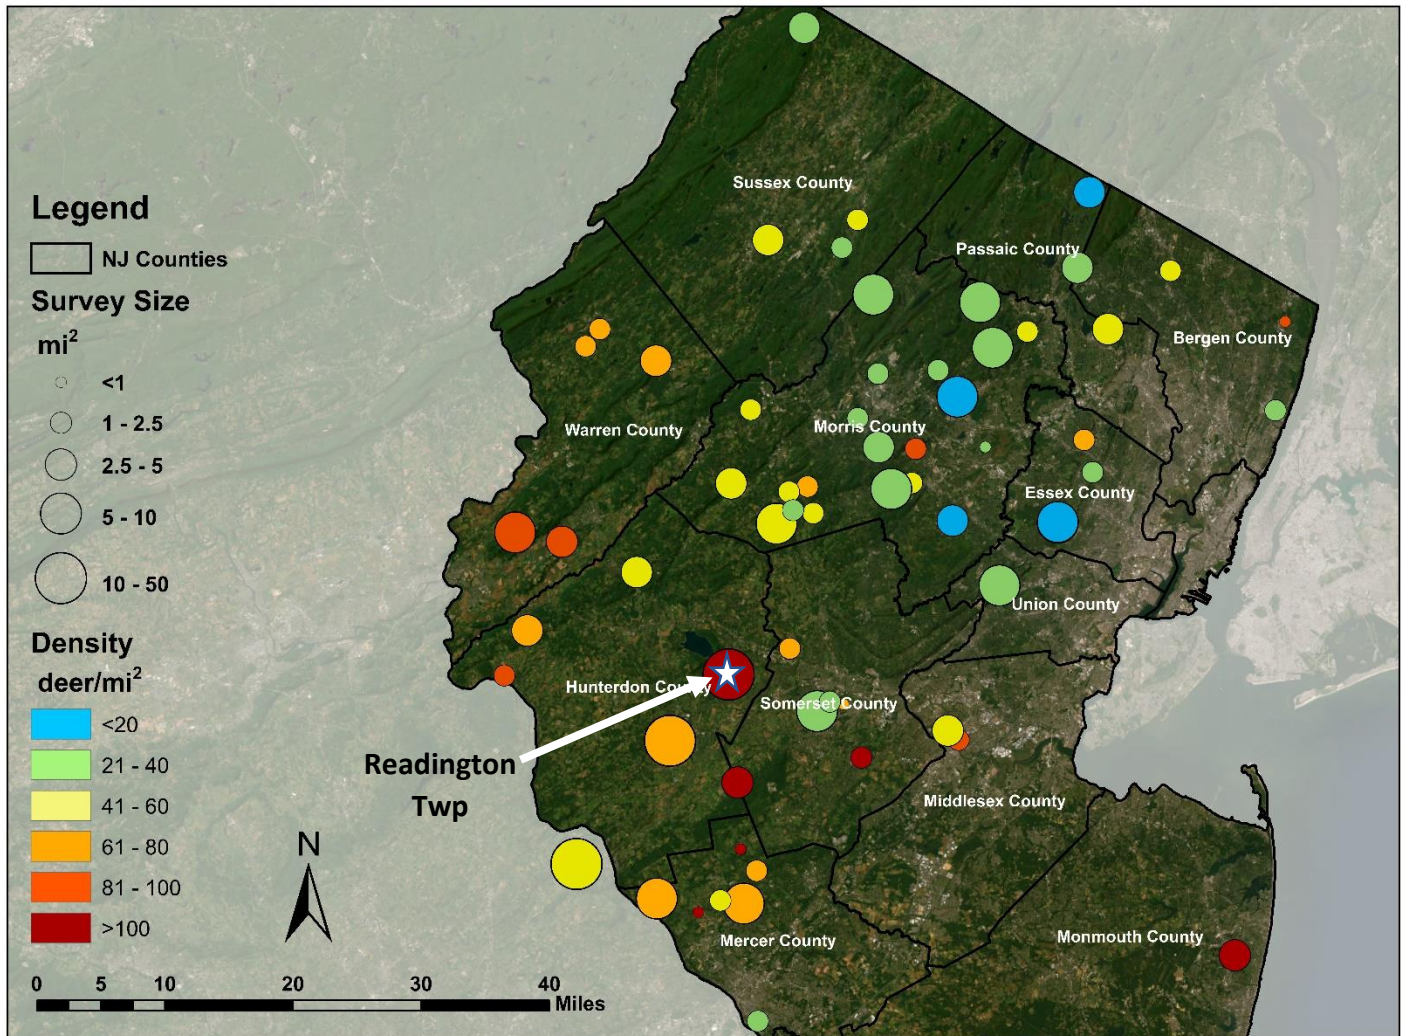 Legend
NJ Counties
Survey Size
mi²
<1
1 - 2.5
2.5 - 5
5 - 10
10 - 50
Density
deer/mi²
<20
21 - 40
41 - 60
61 - 80
81 - 100
>100
Sussex County
Passaic County
Bergen County
Warren County
Morris County
Essex County
Union County
Hunterdon County
Somerset County
Readington
Twp
Middlesex County
Mercer County
Monmouth County
N
0 5 10 20 30 40
Miles